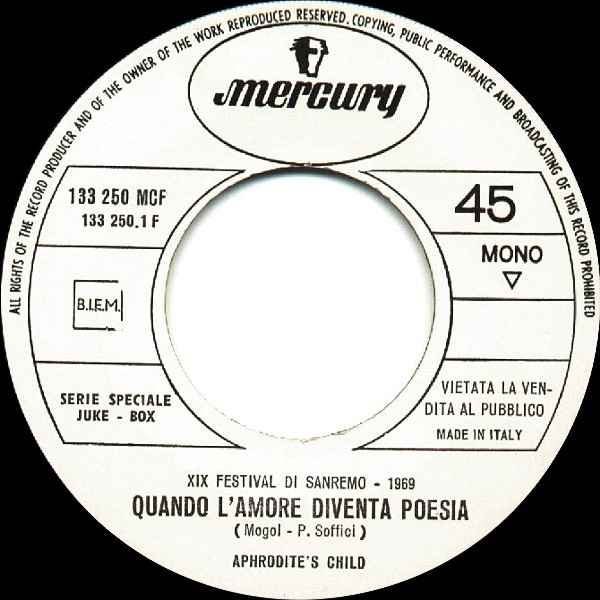 ALL RIGHTS OF THE RECORD PRODUCER AND OF THE OWNER OF THE WORK REPRODUCED RESERVED. COPYING, PUBLIC PERFORMANCE AND BROADCASTING OF THIS RECORD PROHIBITED
mercury
133 250 MCF
133 250.1 F
45
MONO
B.I.E.M.
SERIE SPECIALE
JUKE - BOX
VIETATA LA VEN-
DITA AL PUBBLICO
MADE IN ITALY
XIX FESTIVAL DI SANREMO - 1969
QUANDO L'AMORE DIVENTA POESIA
( Mogol - P. Soffici )
APHRODITE'S CHILD